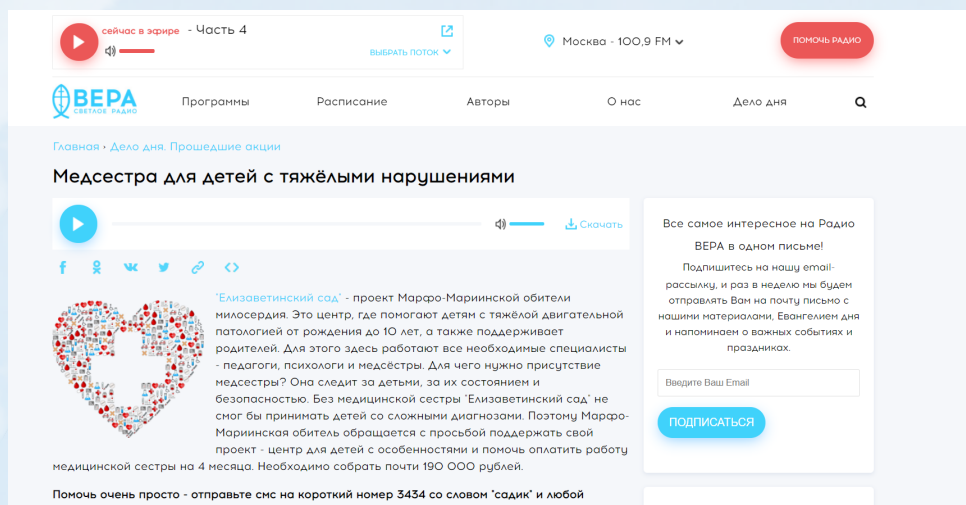 сейчас в эфире - Часть 4
ВЫБРАТЬ ПОТОК
Москва - 100,9 FM
ПОМОЧЬ РАДИО
ВЕРА
СВЕТЛОЕ РАДИО
Программы
Расписание
Авторы
О нас
Дело дня
Главная • Дело дня. Прошедшие акции
Медсестра для детей с тяжёлыми нарушениями
Скачать
"Елизаветинский сад" - проект Марфо-Мариинской обители
милосердия. Это центр, где помогают детям с тяжёлой двигательной
патологией от рождения до 10 лет, а также поддерживает
родителей. Для этого здесь работают все необходимые специалисты
- педагоги, психологи и медсёстры. Для чего нужно присутствие
медсестры? Она следит за детьми, за их состоянием и
безопасностью. Без медицинской сестры "Елизаветинский сад" не
смог бы принимать детей со сложными диагнозами. Поэтому Марфо-
Мариинская обитель обращается с просьбой поддержать свой
проект - центр для детей с особенностями и помочь оплатить работу
медицинской сестры на 4 месяца. Необходимо собрать почти 190 000 рублей.
Помочь очень просто - отправьте смс на короткий номер 3434 со словом "садик" и любой
Все самое интересное на Радио
ВЕРА в одном письме!
Подпишитесь на нашу email-
рассылку, и раз в неделю мы будем
отправлять Вам на почту письмо с
нашими материалами, Евангелием дня
и напоминаем о важных событиях и
праздниках.
Введите Ваш Email
ПОДПИСАТЬСЯ